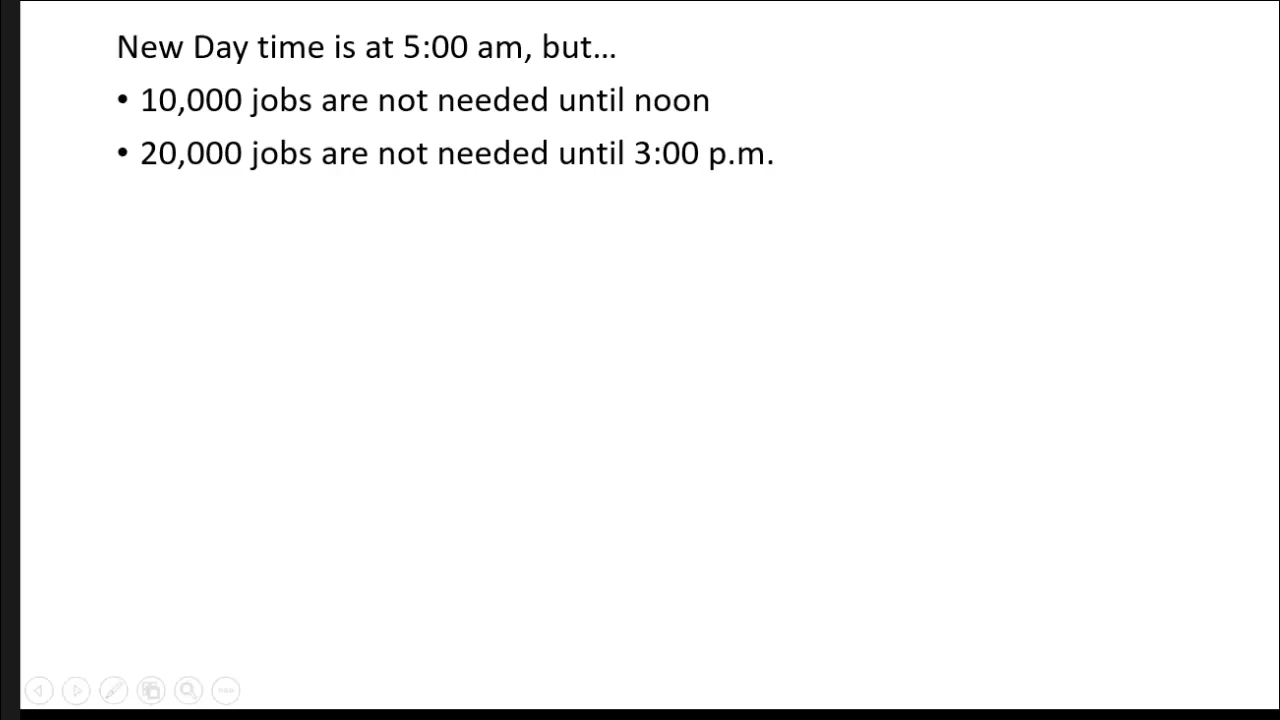 New Day time is at 5:00 am, but...
• 10,000 jobs are not needed until noon
• 20,000 jobs are not needed until 3:00 p.m.